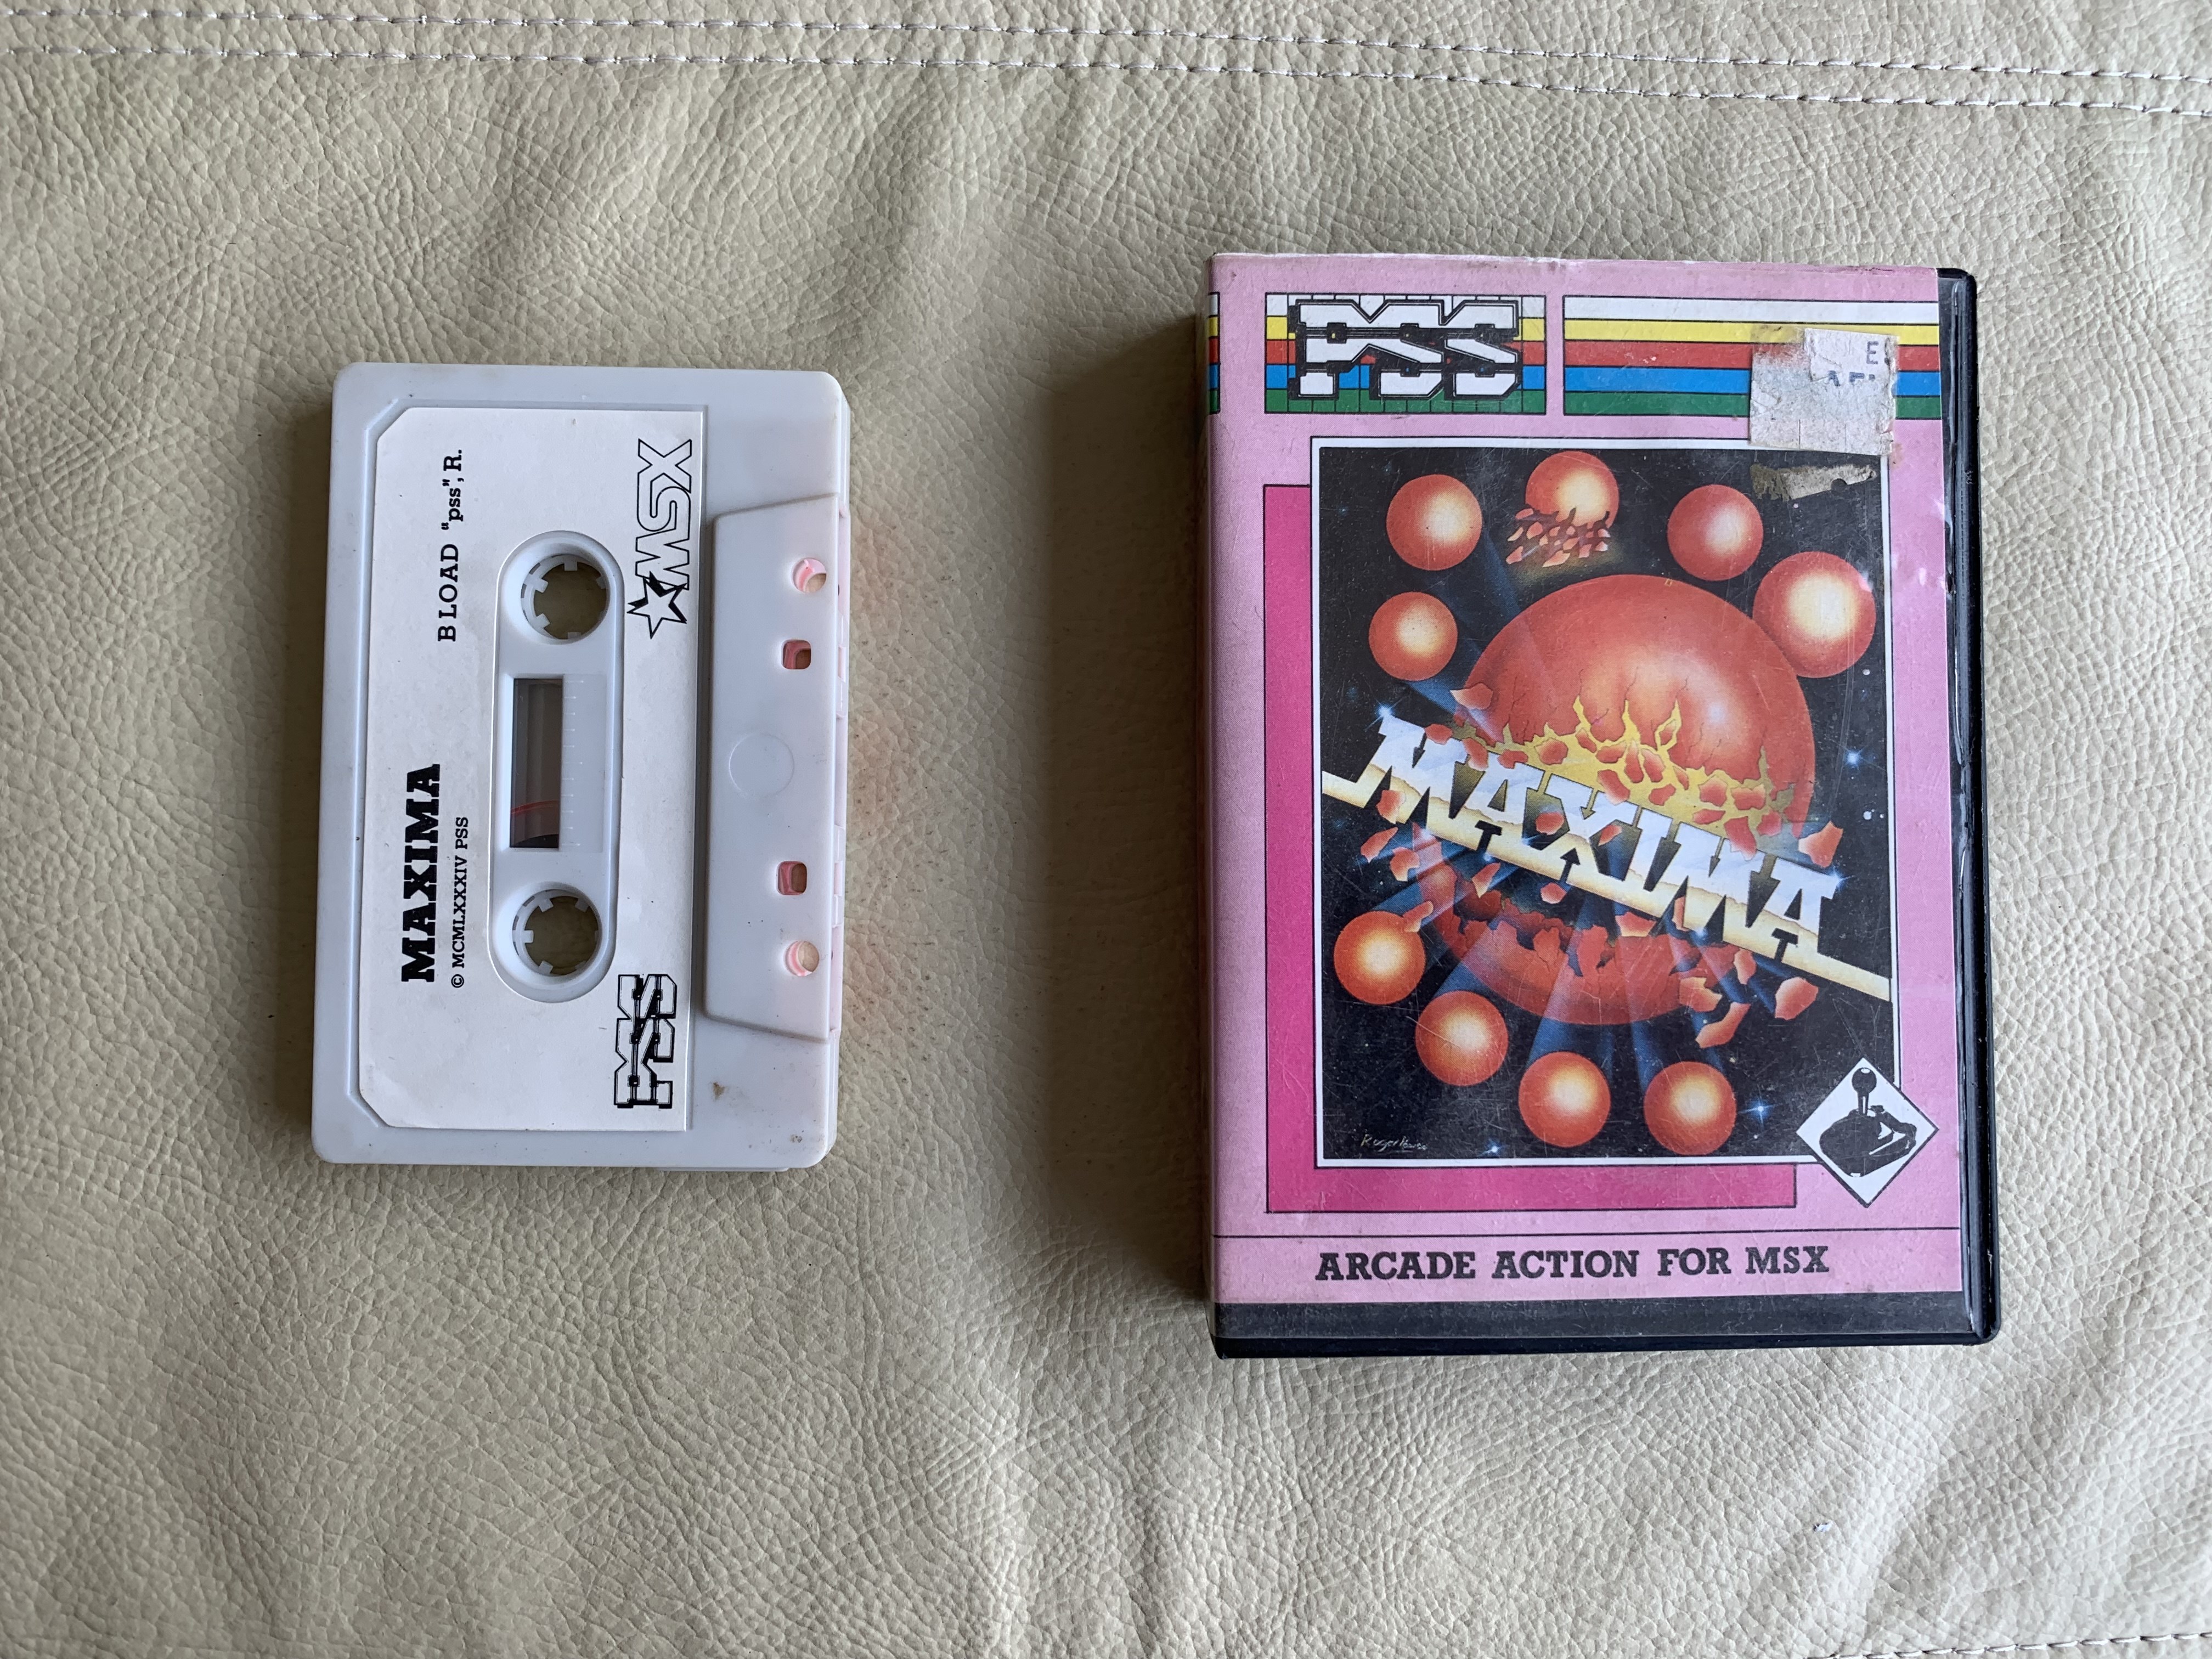 MAXIMA
© MCMLXXXIV PSS
BLOAD "pss", R.
PSS
MSX
PSS
E
MAXIMA
ARCADE ACTION FOR MSX